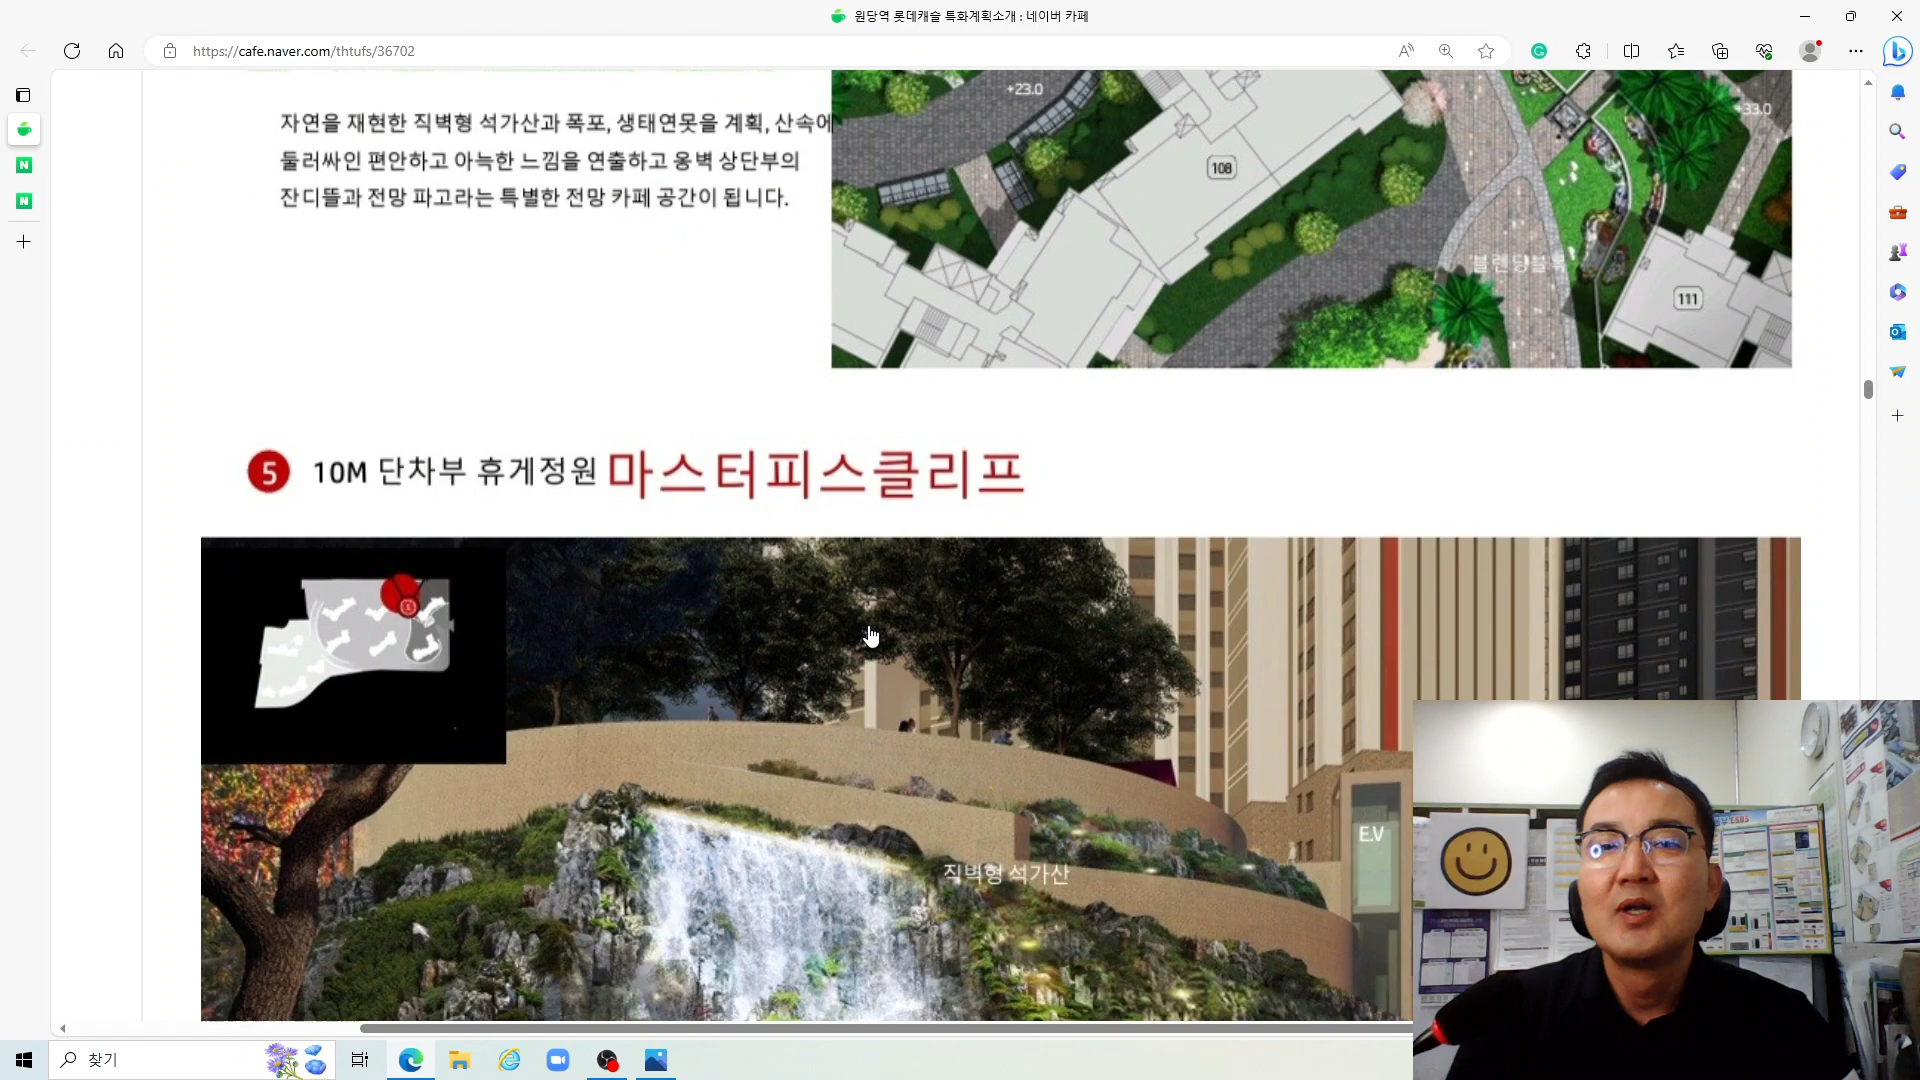 원당역 롯데캐슬 특화계획소개 : 네이버 카페
https://cafe.naver.com/thtufs/36702
+23.0
+33.0
자연을 재현한 직벽형 석가산과 폭포, 생태연못을 계획, 산속에
둘러싸인 편안하고 아늑한 느낌을 연출하고 옹벽 상단부의
잔디뜰과 전망 파고라는 특별한 전망 카페 공간이 됩니다.
108
블렌딩블록
111
5 10M 단차부 휴게정원 마스터피스클리프
5
E.V
직벽형 석가산
찾기